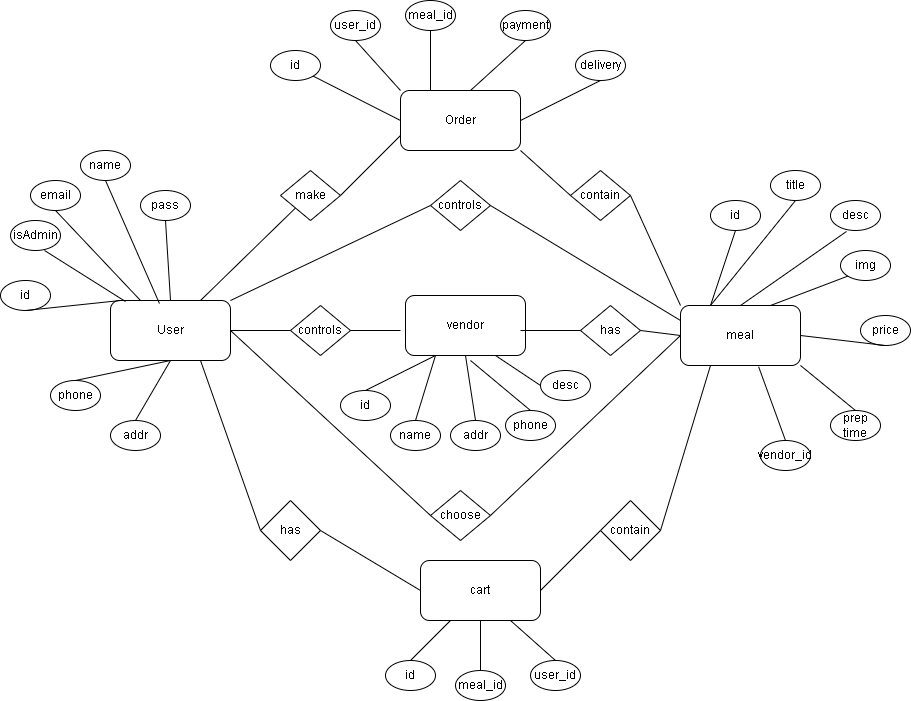 meal_id
user_id
payment
id
delivery
Order
name
email
pass
isAdmin
id
make
controls
contain
title
id
desc
img
price
User
controls
vendor
has
meal
phone
addr
id
name
addr
phone
desc
prep
time
vendor_id
choose
has
contain
cart
id
meal_id
user_id